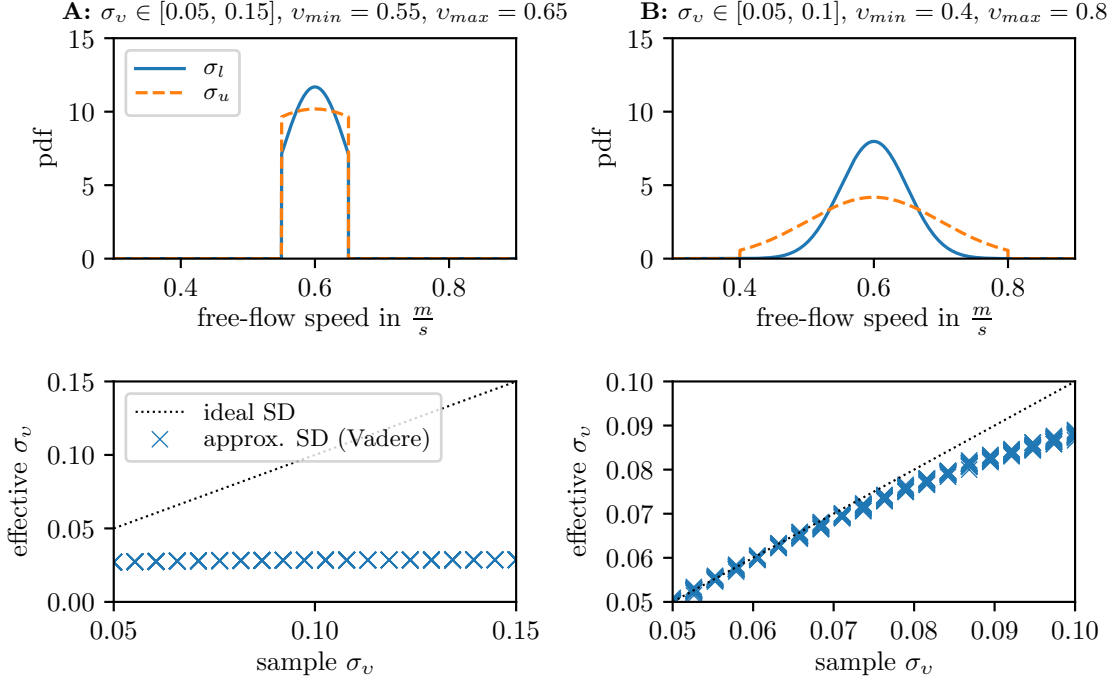 A: σ_v ∈ [0.05, 0.15], v_min = 0.55, v_max = 0.65
15
10
5
0
pdf
σ_l
σ_u
0.4 0.6 0.8
free-flow speed in m/s
B: σ_v ∈ [0.05, 0.1], v_min = 0.4, v_max = 0.8
15
10
5
0
pdf
0.4 0.6 0.8
free-flow speed in m/s
0.15
0.10
0.05
0.00
effective σ_v
ideal SD
approx. SD (Vadere)
0.05 0.10 0.15
sample σ_v
0.10
0.09
0.08
0.07
0.06
0.05
effective σ_v
0.05 0.06 0.07 0.08 0.09 0.10
sample σ_v